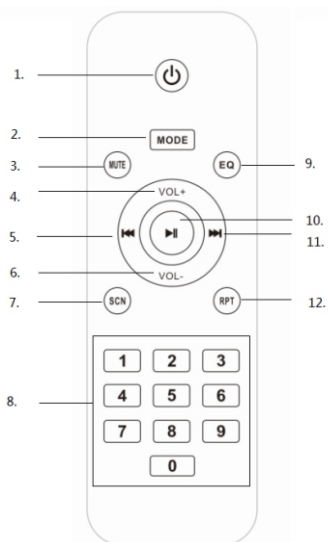 1.
2.
MODE
3.
MUTE
EQ
9.
4.
VOL+
10.
5.
11.
6.
VOL-
7.
SCN
RPT
12.
1 2 3
8.
4 5 6
7 8 9
0